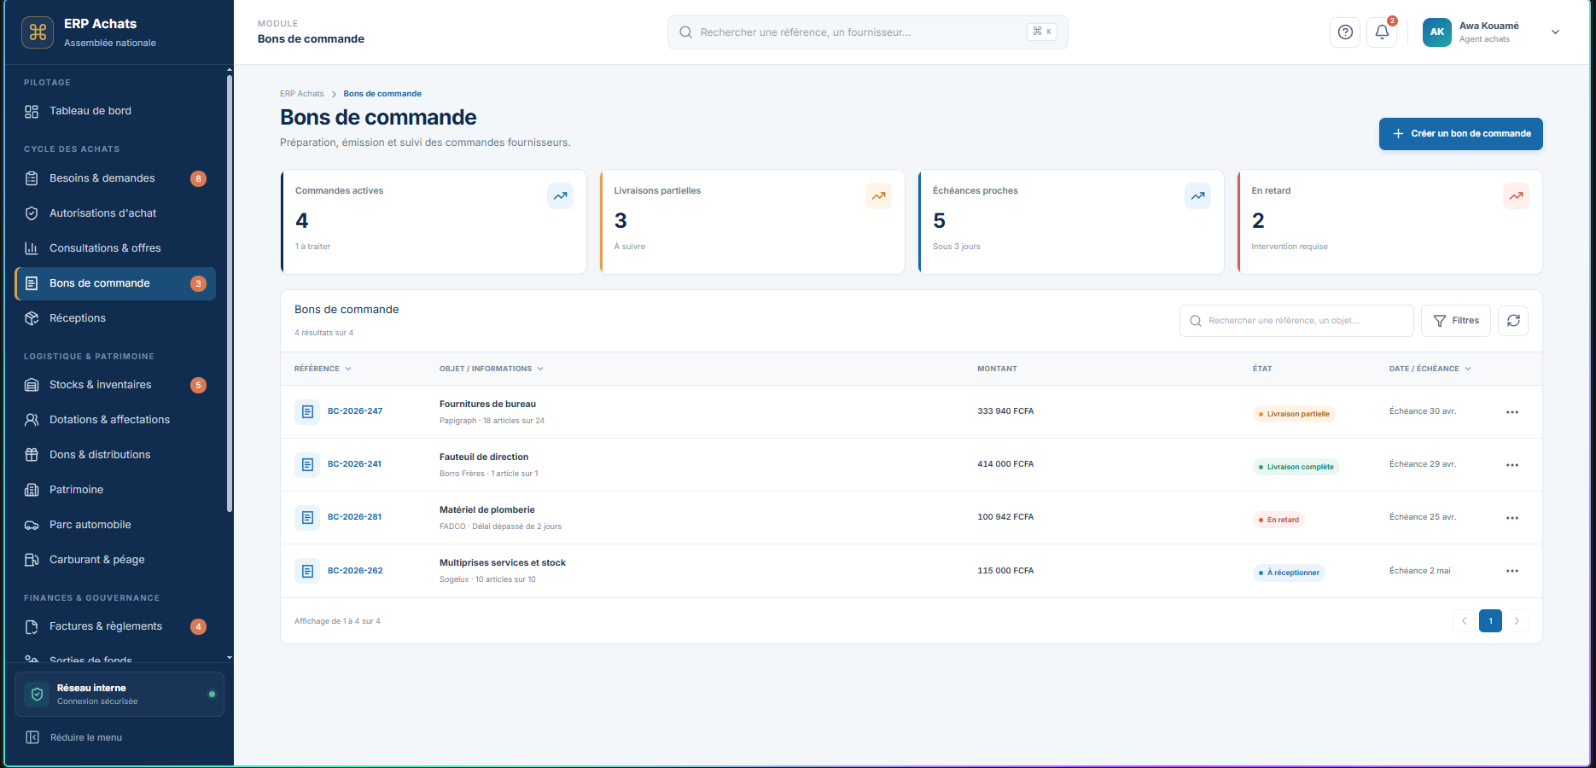 ERP Achats
Assemblée nationale
PILOTAGE
Tableau de bord
CYCLE DES ACHATS
Besoins & demandes 8
Autorisations d'achat
Consultations & offres
Bons de commande 3
Réceptions
LOGISTIQUE & PATRIMOINE
Stocks & inventaires 5
Dotations & affectations
Dons & distributions
Patrimoine
Parc automobile
Carburant & péage
FINANCES & GOUVERNANCE
Factures & règlements 4
Sorties de fonds
Réseau interne
Connexion sécurisée
Réduire le menu
MODULE
Bons de commande
Rechercher une référence, un fournisseur... ⌘ K
2
AK
Awa Kouamé
Agent achats
ERP Achats > Bons de commande
Bons de commande
Préparation, émission et suivi des commandes fournisseurs.
+ Créer un bon de commande
Commandes actives
4
1 à traiter
Livraisons partielles
3
À suivre
Échéances proches
5
Sous 3 jours
En retard
2
Intervention requise
Bons de commande
4 résultats sur 4
Rechercher une référence, un objet...
Filtres
RÉFÉRENCE OBJET / INFORMATIONS MONTANT ÉTAT DATE / ÉCHÉANCE
BC-2026-247 Fournitures de bureau 333 940 FCFA Livraison partielle Échéance 30 avr.
Papigraph · 18 articles sur 24
BC-2026-241 Fauteuil de direction 414 000 FCFA Livraison complète Échéance 29 avr.
Borro Frères · 1 article sur 1
BC-2026-281 Matériel de plomberie 100 942 FCFA En retard Échéance 25 avr.
FADCO · Délai dépassé de 2 jours
BC-2026-262 Multiprises services et stock 115 000 FCFA À réceptionner Échéance 2 mai
Sogelux · 10 articles sur 10
Affichage de 1 à 4 sur 4
1